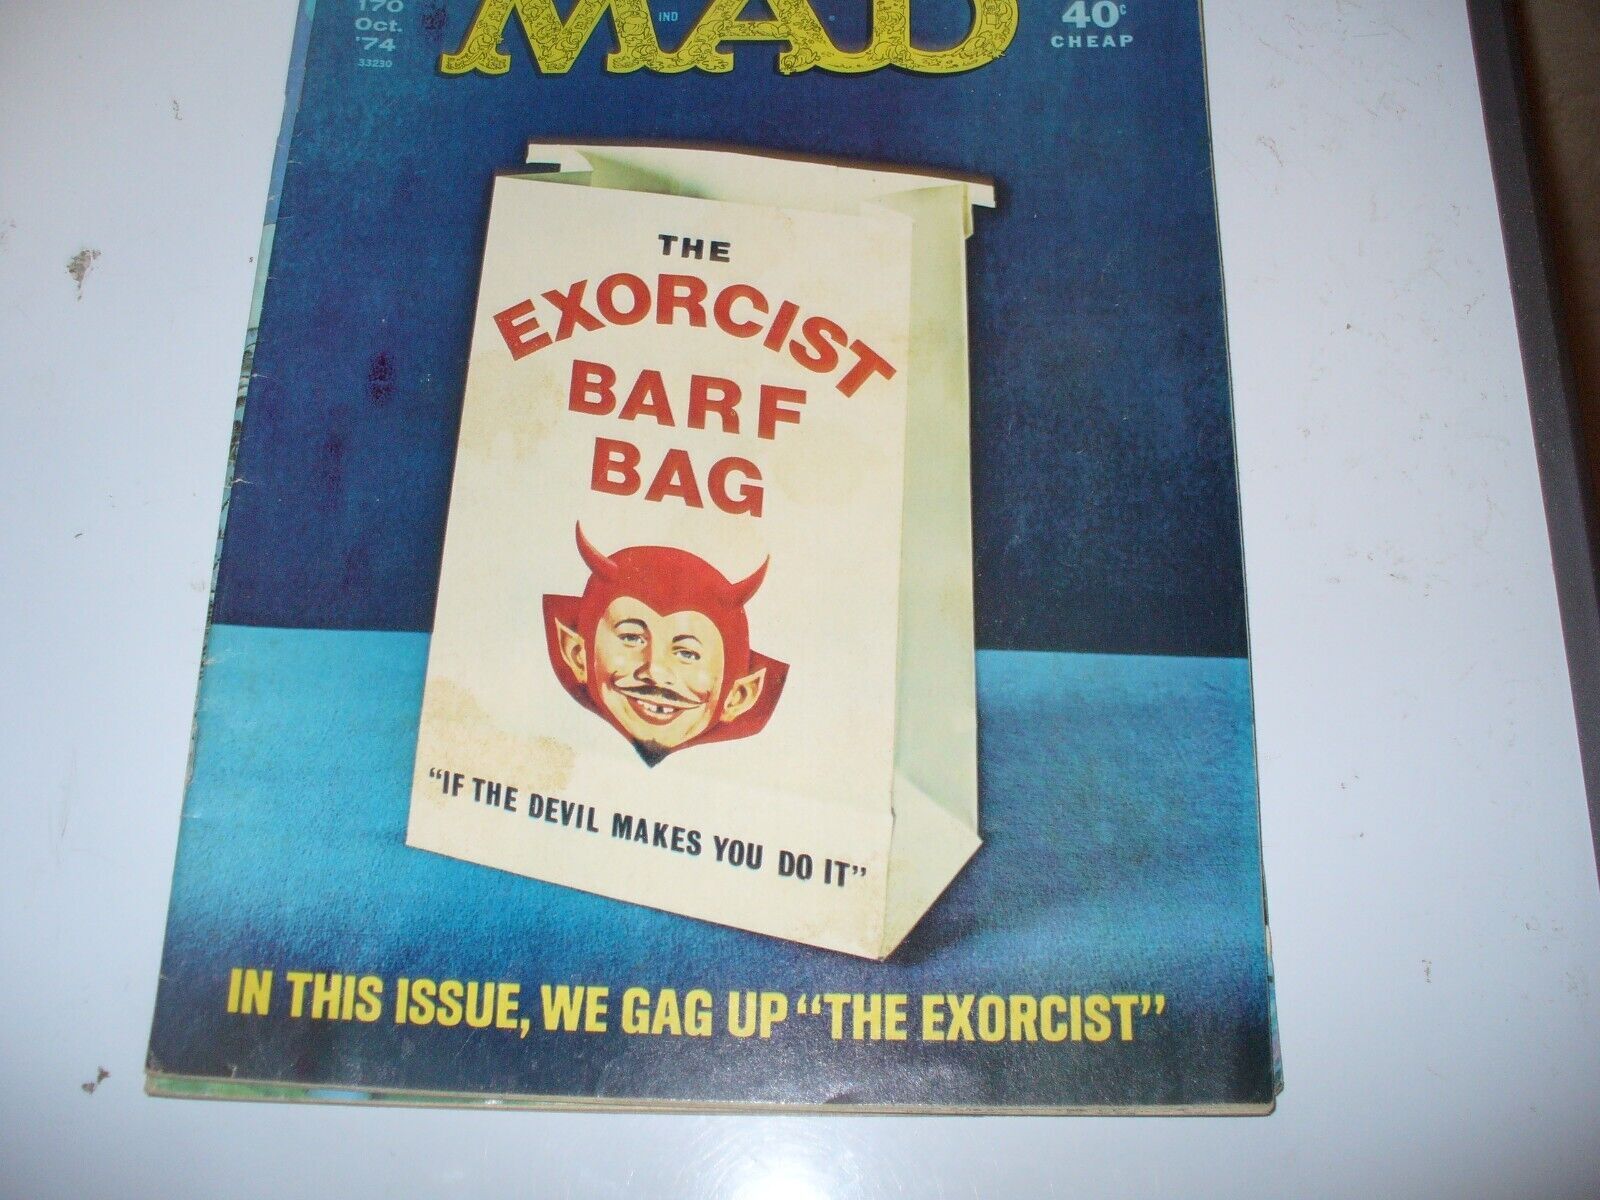 170
Oct.
'74
33230
MAD
IND
40¢
CHEAP
THE
EXORCIST
BARF
BAG
“IF THE DEVIL MAKES YOU DO IT”
IN THIS ISSUE, WE GAG UP “THE EXORCIST”